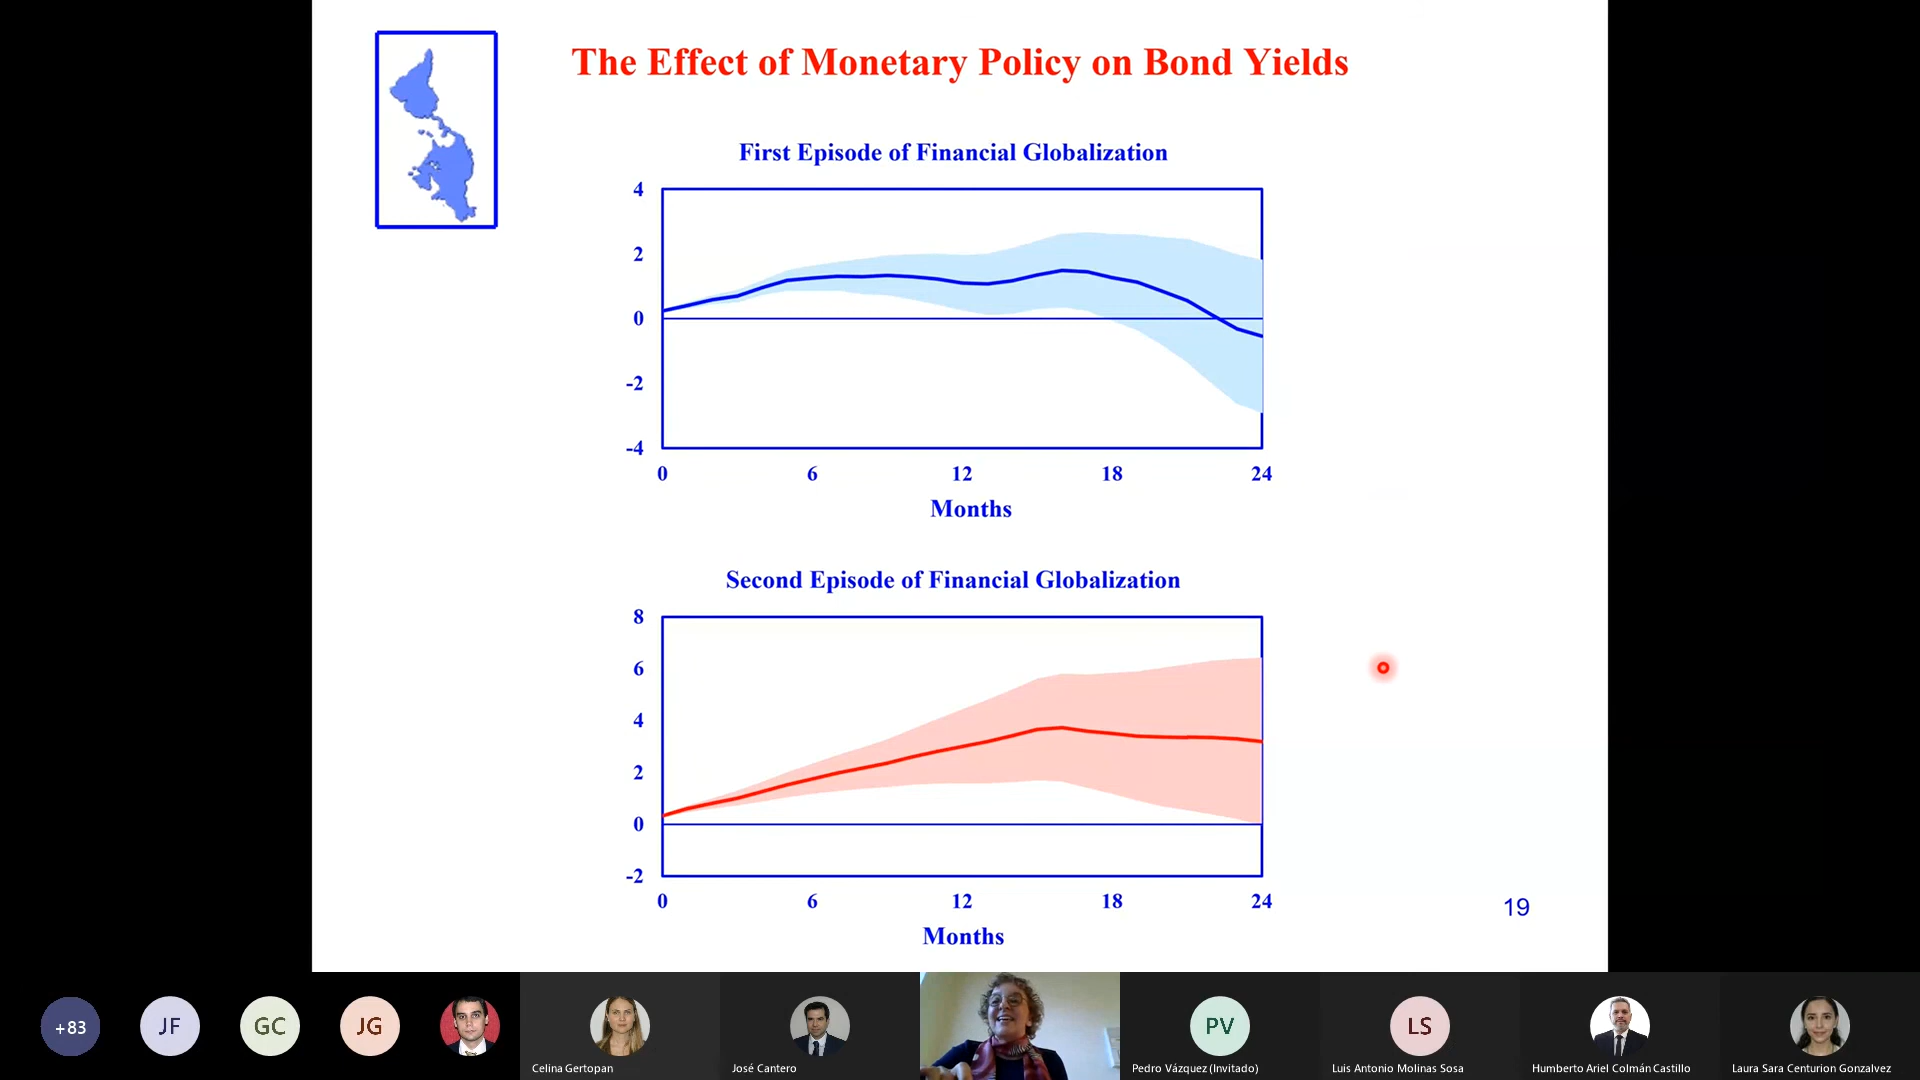 The Effect of Monetary Policy on Bond Yields
First Episode of Financial Globalization
4
2
0
-2
-4
0 6 12 18 24
Months
Second Episode of Financial Globalization
8
6
4
2
0
-2
0 6 12 18 24
Months
19
+83
JF
GC
JG
PV
LS
Celina Gertopan
José Cantero
Pedro Vázquez (Invitado)
Luis Antonio Molinas Sosa
Humberto Ariel Colmán Castillo
Laura Sara Centurion Gonzalvez